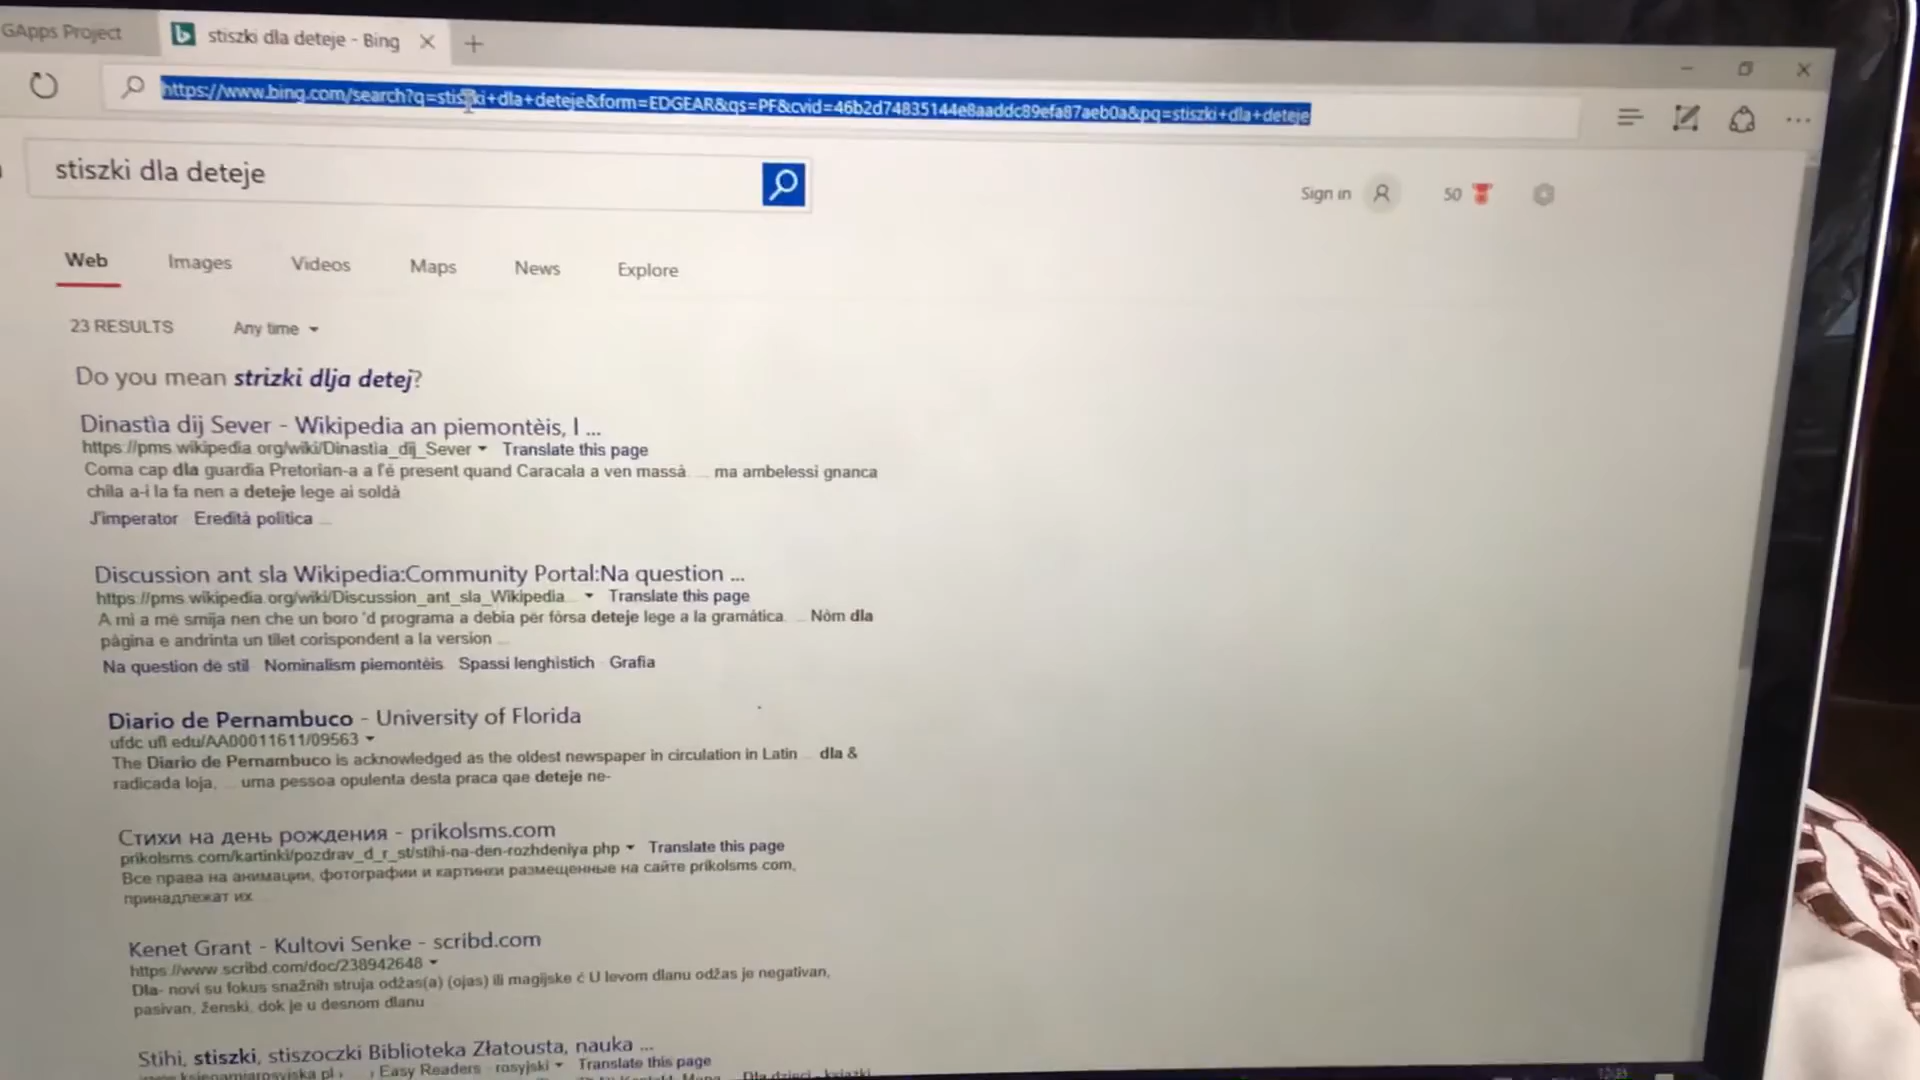 GApps Project
stiszki dla deteje - Bing
https://www.bing.com/search?q=stiszki+dla+deteje&form=EDGEAR&qs=PF&cvid=46b2d74835144e8aaddc89efa87aeb0a&pq=stiszki+dla+deteje
stiszki dla deteje
Sign in
50
Web Images Videos Maps News Explore
23 RESULTS Any time
Do you mean strizki dlja detej?
Dinastìa dij Sever - Wikipedia an piemontèis, l ...
https://pms.wikipedia.org/wiki/Dinastìa_dij_Sever Translate this page
Coma cap dla guardia Pretorian-a a l'é present quand Caracala a ven massà. ... ma ambelessì gnanca
chila a-i la fa nen a deteje lege ai soldà
J'imperator Eredità polìtica ...
Discussion ant sla Wikipedia:Community Portal:Na question ...
https://pms.wikipedia.org/wiki/Discussion_ant_sla_Wikipedia... Translate this page
A mi a me smija nen che un boro 'd programa a debia për fòrsa deteje lege a la gramàtica. ... Nòm dla
pàgina e andrinta un tìlet corispondent a la version ...
Na question dë stil Nominalism piemontèis Spassi lenghìstich Grafìa
Diario de Pernambuco - University of Florida
ufdc.ufl.edu/AA00011611/09563
The Diario de Pernambuco is acknowledged as the oldest newspaper in circulation in Latin ... dla &
radicada loja, ... uma pessoa opulenta desta praca qae deteje ne-
Стихи на день рождения - prikolsms.com
prikolsms.com/kartinki/pozdrav_d_r_st/stihi-na-den-rozhdeniya.php Translate this page
Все права на анимации, фотографии и картинки размещенные на сайте prikolsms.com,
принадлежат их
Kenet Grant - Kultovi Senke - scribd.com
https://www.scribd.com/doc/238942648
Dla- novi su fokus snažnih struja odžas(a) (ojas) ili magijske ć U levom dlanu odžas je negativan,
pasivan, ženski, dok je u desnom dlanu
Stihi, stiszki, stiszoczki Biblioteka Złatousta, nauka ...
› Easy Readers - rosyjski Translate this page